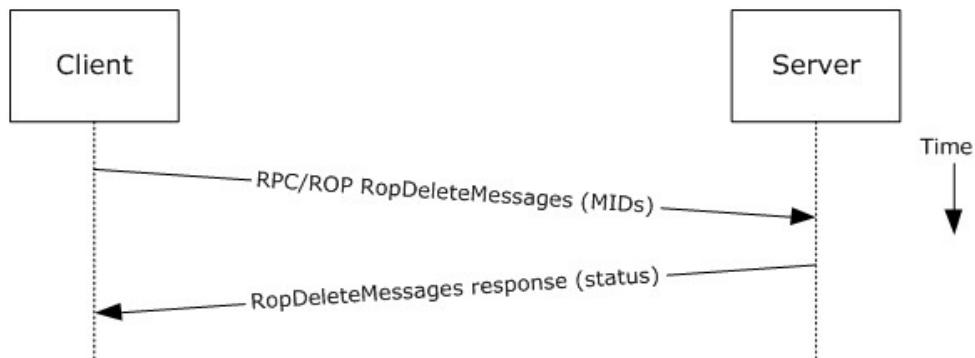 Client
Server
Time
RPC/ROP RopDeleteMessages (MIDs)
RopDeleteMessages response (status)